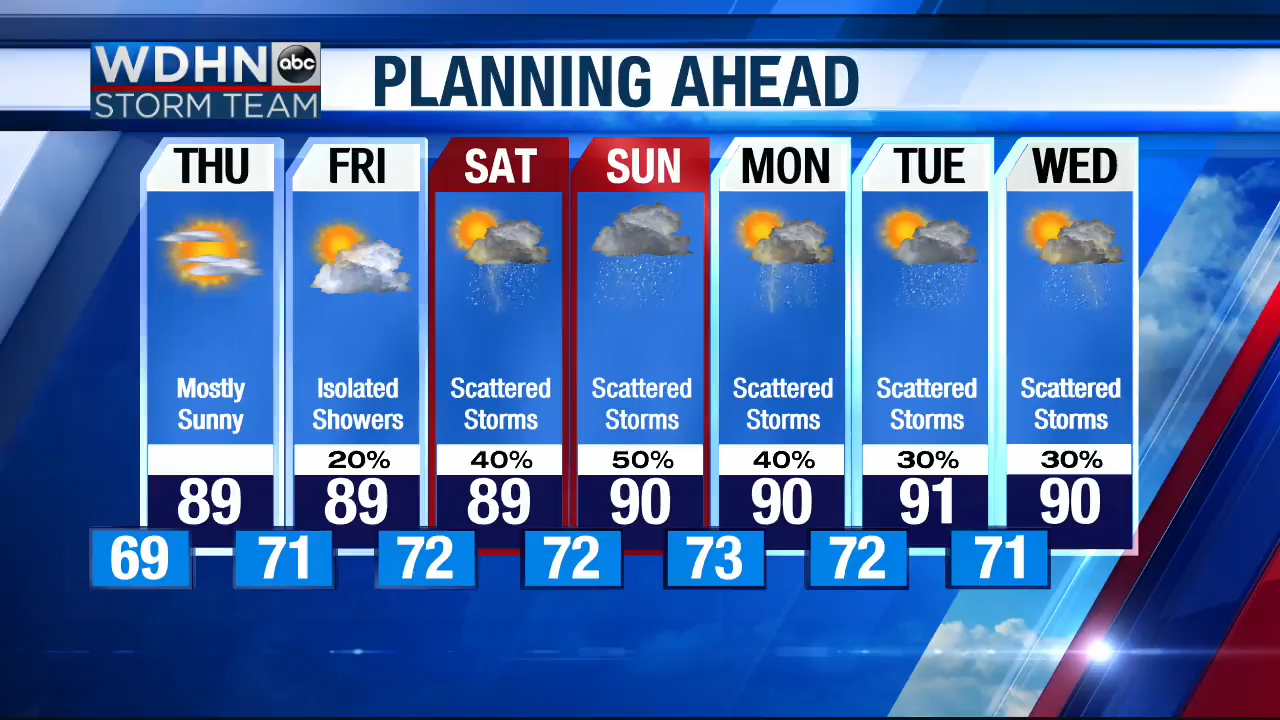 WDHN abc
STORM TEAM
PLANNING AHEAD
THU FRI SAT SUN MON TUE WED
Mostly Isolated Scattered Scattered Scattered Scattered Scattered
Sunny Showers Storms Storms Storms Storms Storms
20% 40% 50% 40% 30% 30%
89 89 89 90 90 91 90
69 71 72 72 73 72 71